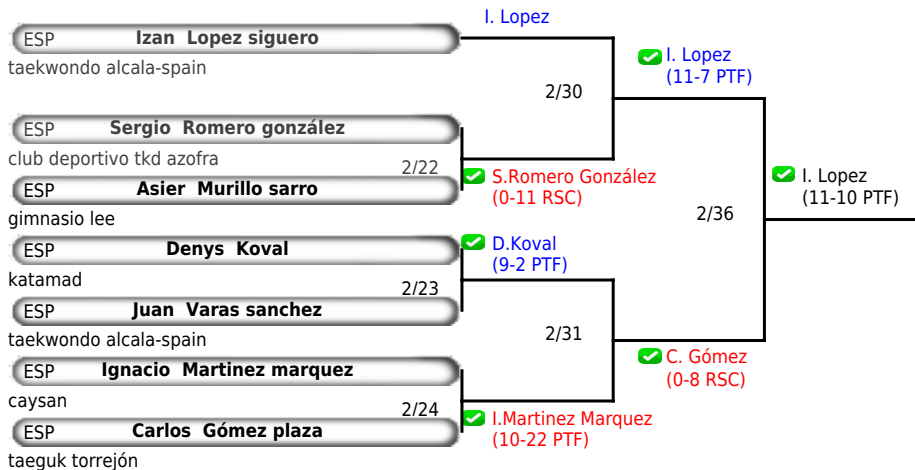 I. Lopez
ESP Izan Lopez siguero
taekwondo alcala-spain
I. Lopez
(11-7 PTF)
2/30
ESP Sergio Romero gonzález
club deportivo tkd azofra
2/22
S.Romero González
(0-11 RSC)
I. Lopez
(11-10 PTF)
ESP Asier Murillo sarro
gimnasio lee
2/36
ESP Denys Koval
D.Koval
(9-2 PTF)
katamad
2/23
ESP Juan Varas sanchez
taekwondo alcala-spain
2/31
ESP Ignacio Martinez marquez
C. Gómez
(0-8 RSC)
caysan
2/24
I.Martinez Marquez
(10-22 PTF)
ESP Carlos Gómez plaza
taeguk torrejón